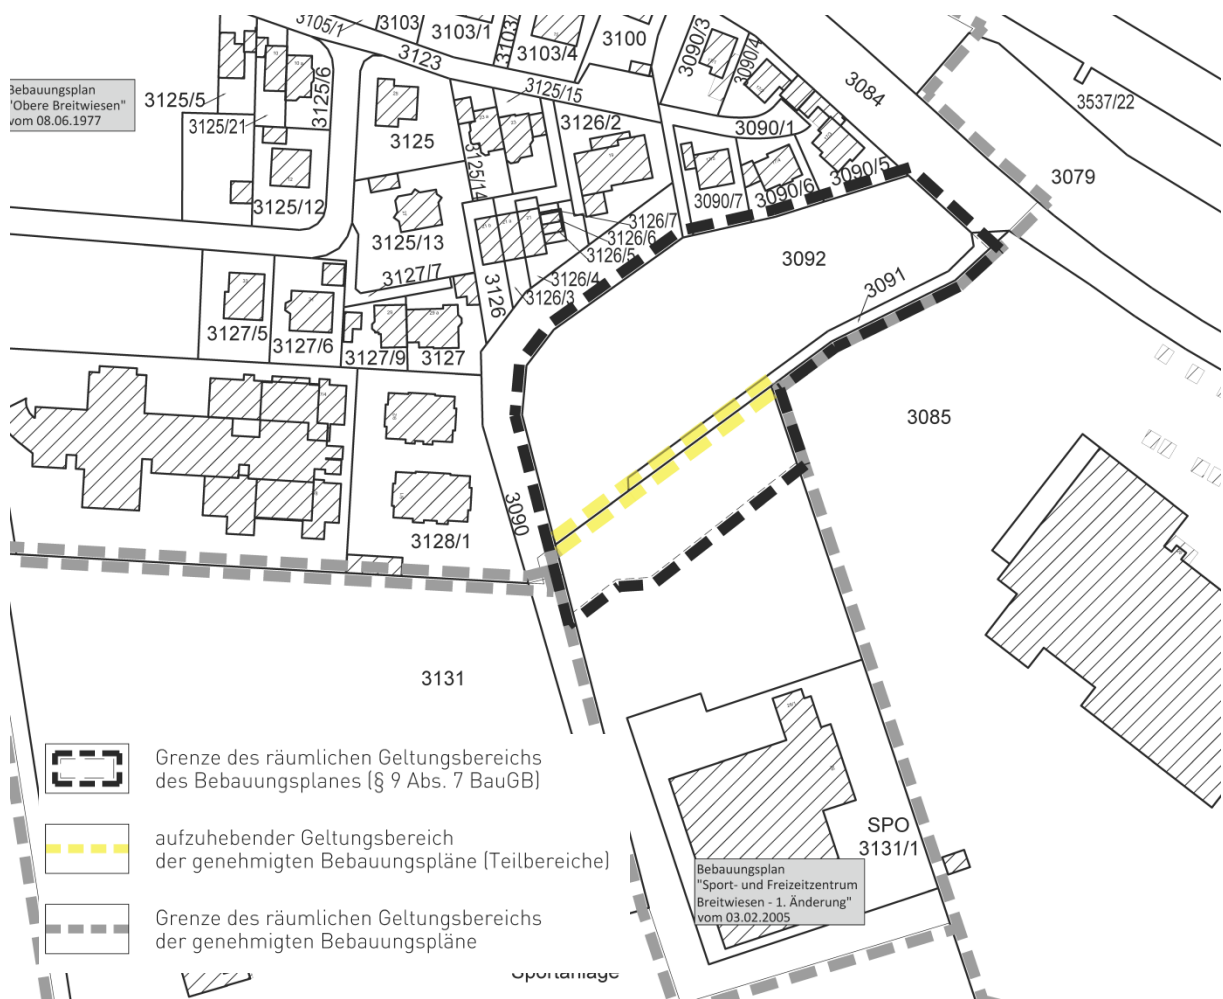 3105/1
3103
3103/1
3103/
3103/4
3100
3090/3
3090/4
3084
3123
3125/15
3537/22
Bebauungsplan
"Obere Breitwiesen"
vom 08.06.1977
3125/5
3125/6
3125/21
3125
3126/2
3090/1
3125/14
3090/5
3079
3090/6
3090/7
3125/12
3125/13
3126/7
3126/6
3126/5
3126/4
3126/3
3127/7
3126
3092
3091
3127/5
3127/6
3127/9
3127
3085
3090
3128/1
3131
Grenze des räumlichen Geltungsbereichs
des Bebauungsplanes (§ 9 Abs. 7 BauGB)
aufzuhebender Geltungsbereich
der genehmigten Bebauungspläne (Teilbereiche)
Grenze des räumlichen Geltungsbereichs
der genehmigten Bebauungspläne
SPO
3131/1
Bebauungsplan
"Sport- und Freizeitzentrum
Breitwiesen - 1. Änderung"
vom 03.02.2005
Sportanlage